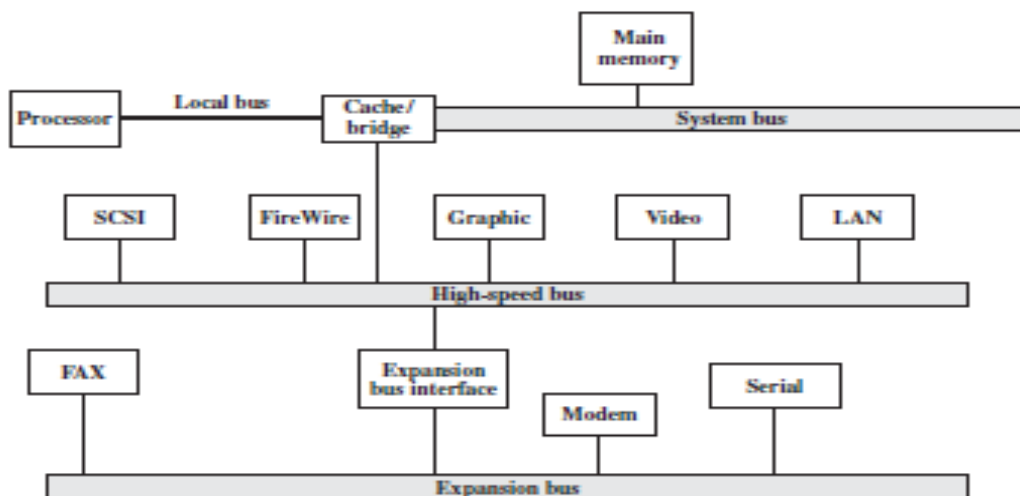 Main
memory
Local bus
Processor
Cache/
bridge
System bus
SCSI
FireWire
Graphic
Video
LAN
High-speed bus
FAX
Expansion
bus interface
Modem
Serial
Expansion bus